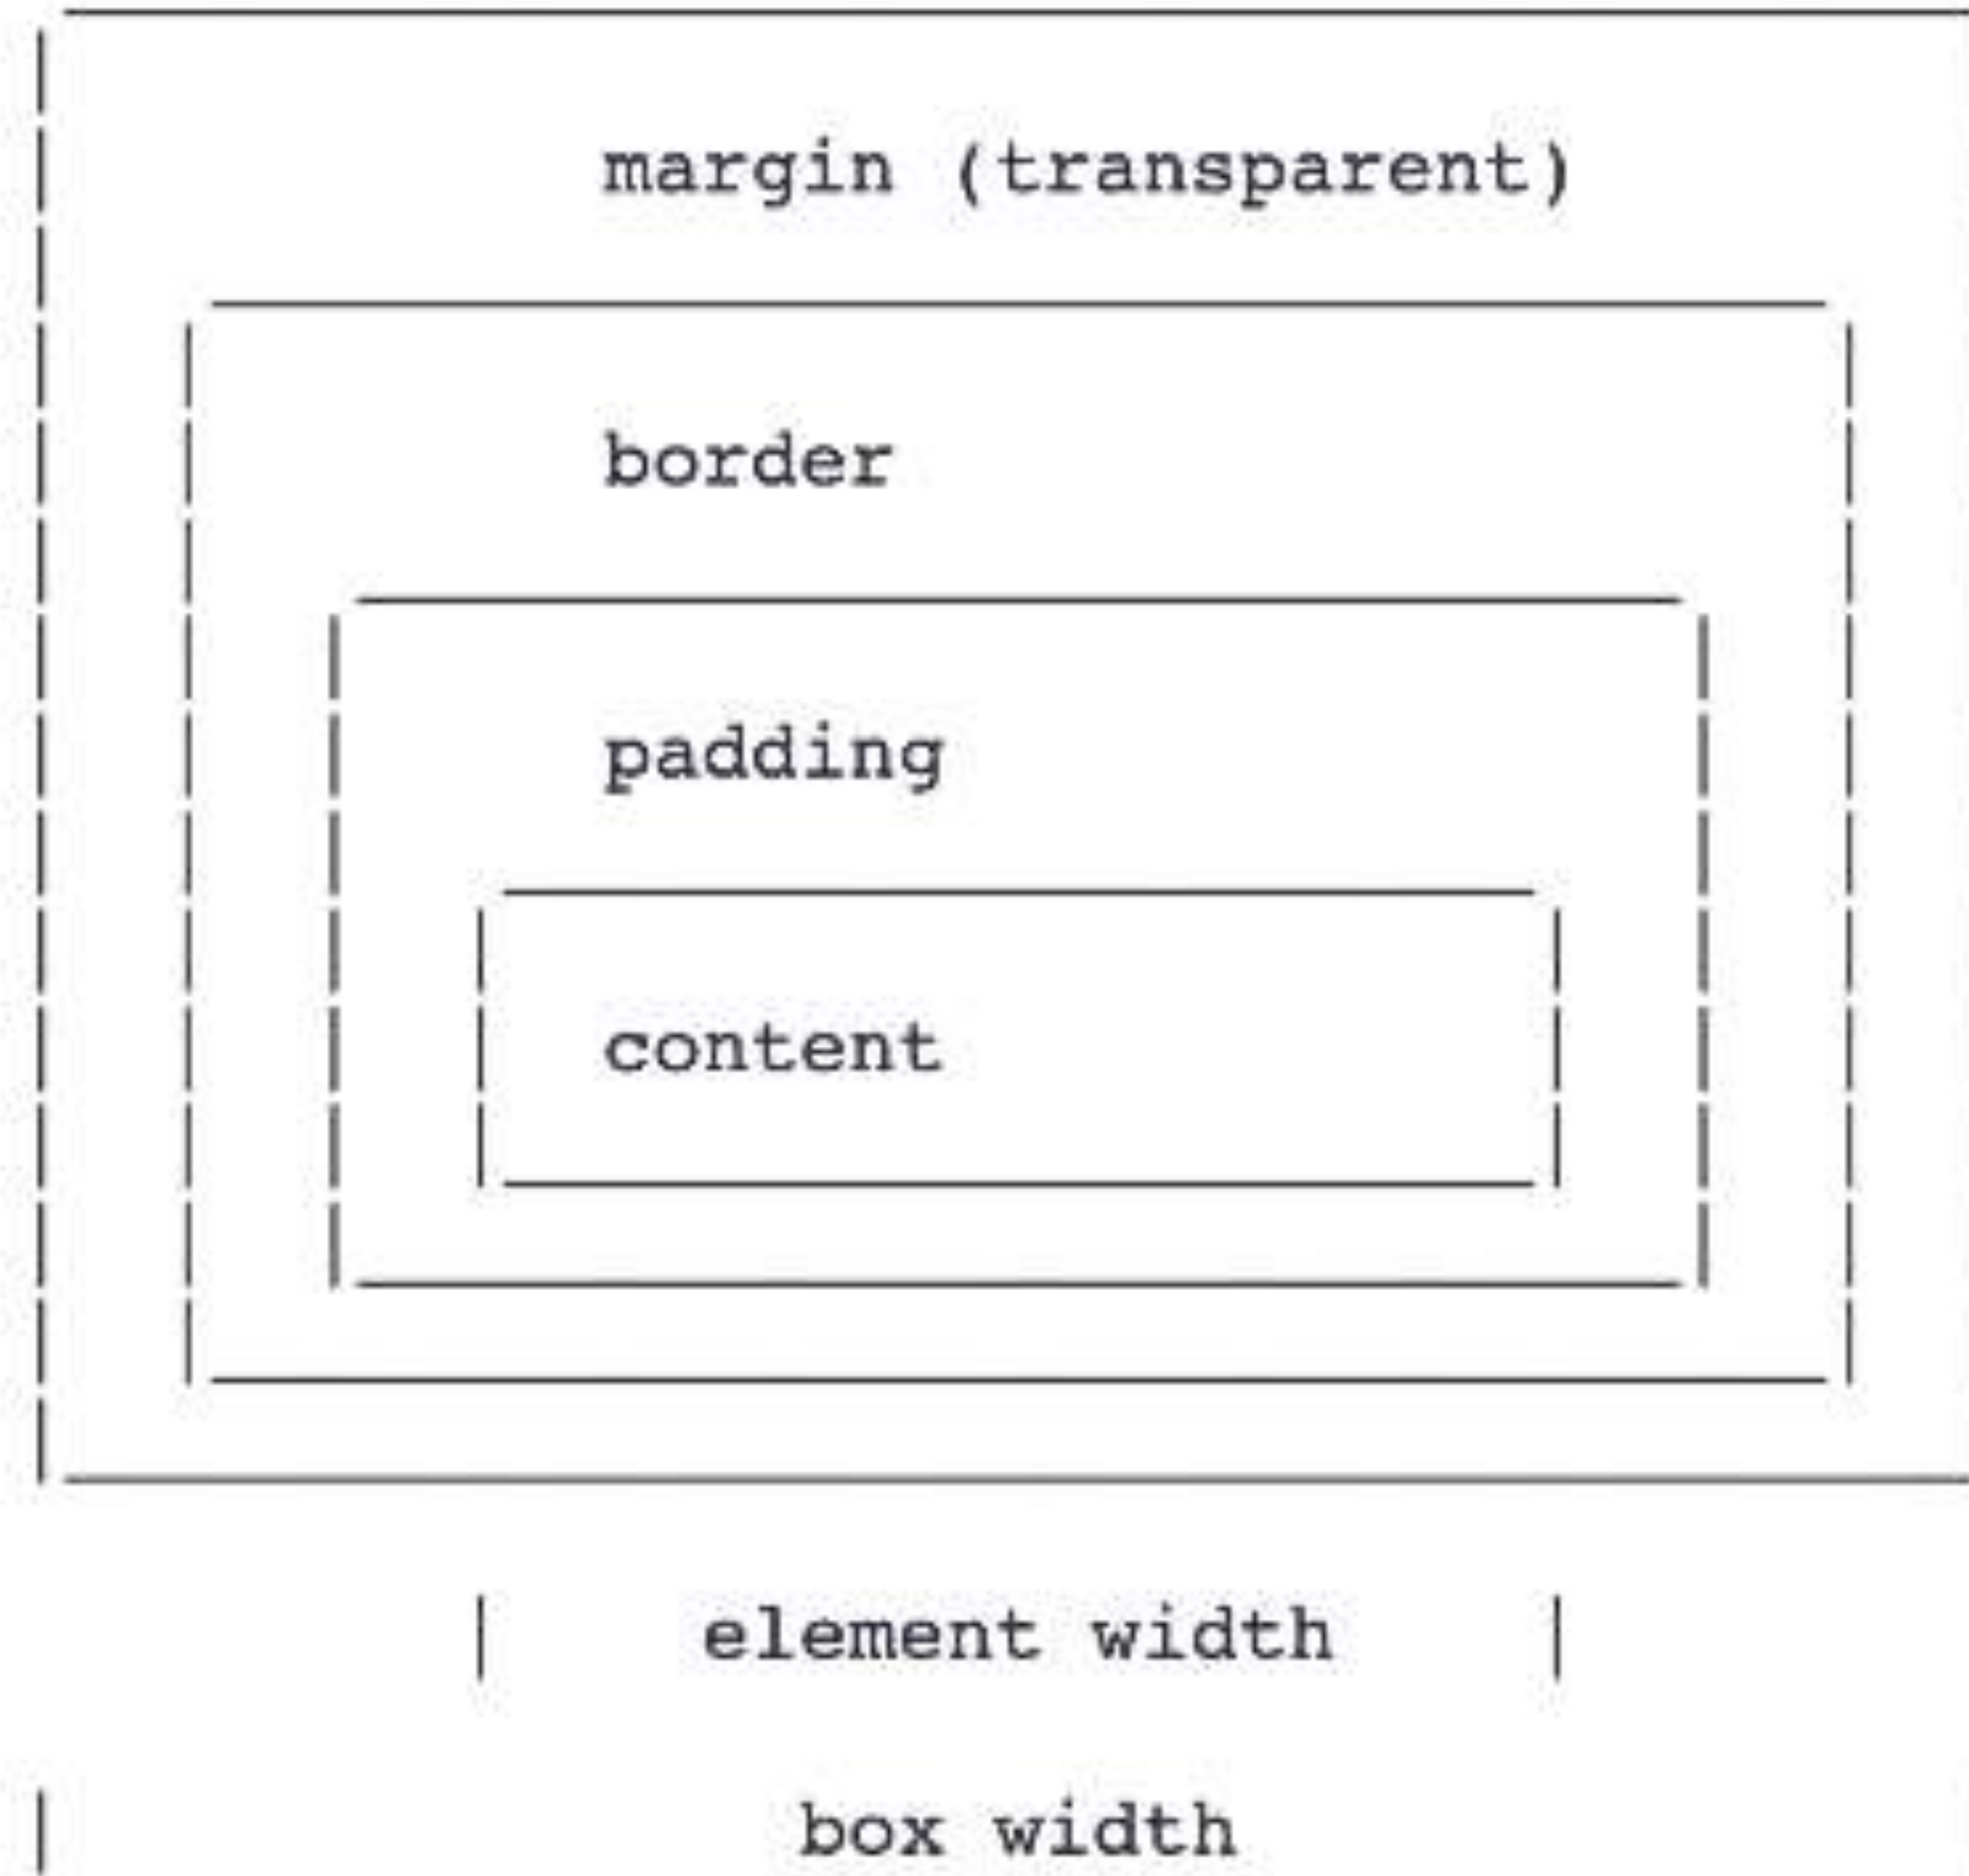 margin (transparent)
border
padding
content
element width
box width